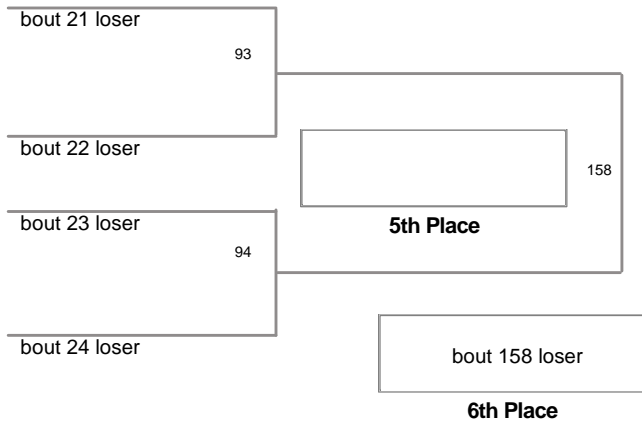 bout 21 loser
93
bout 22 loser
158
bout 23 loser
5th Place
94
bout 24 loser
bout 158 loser
6th Place